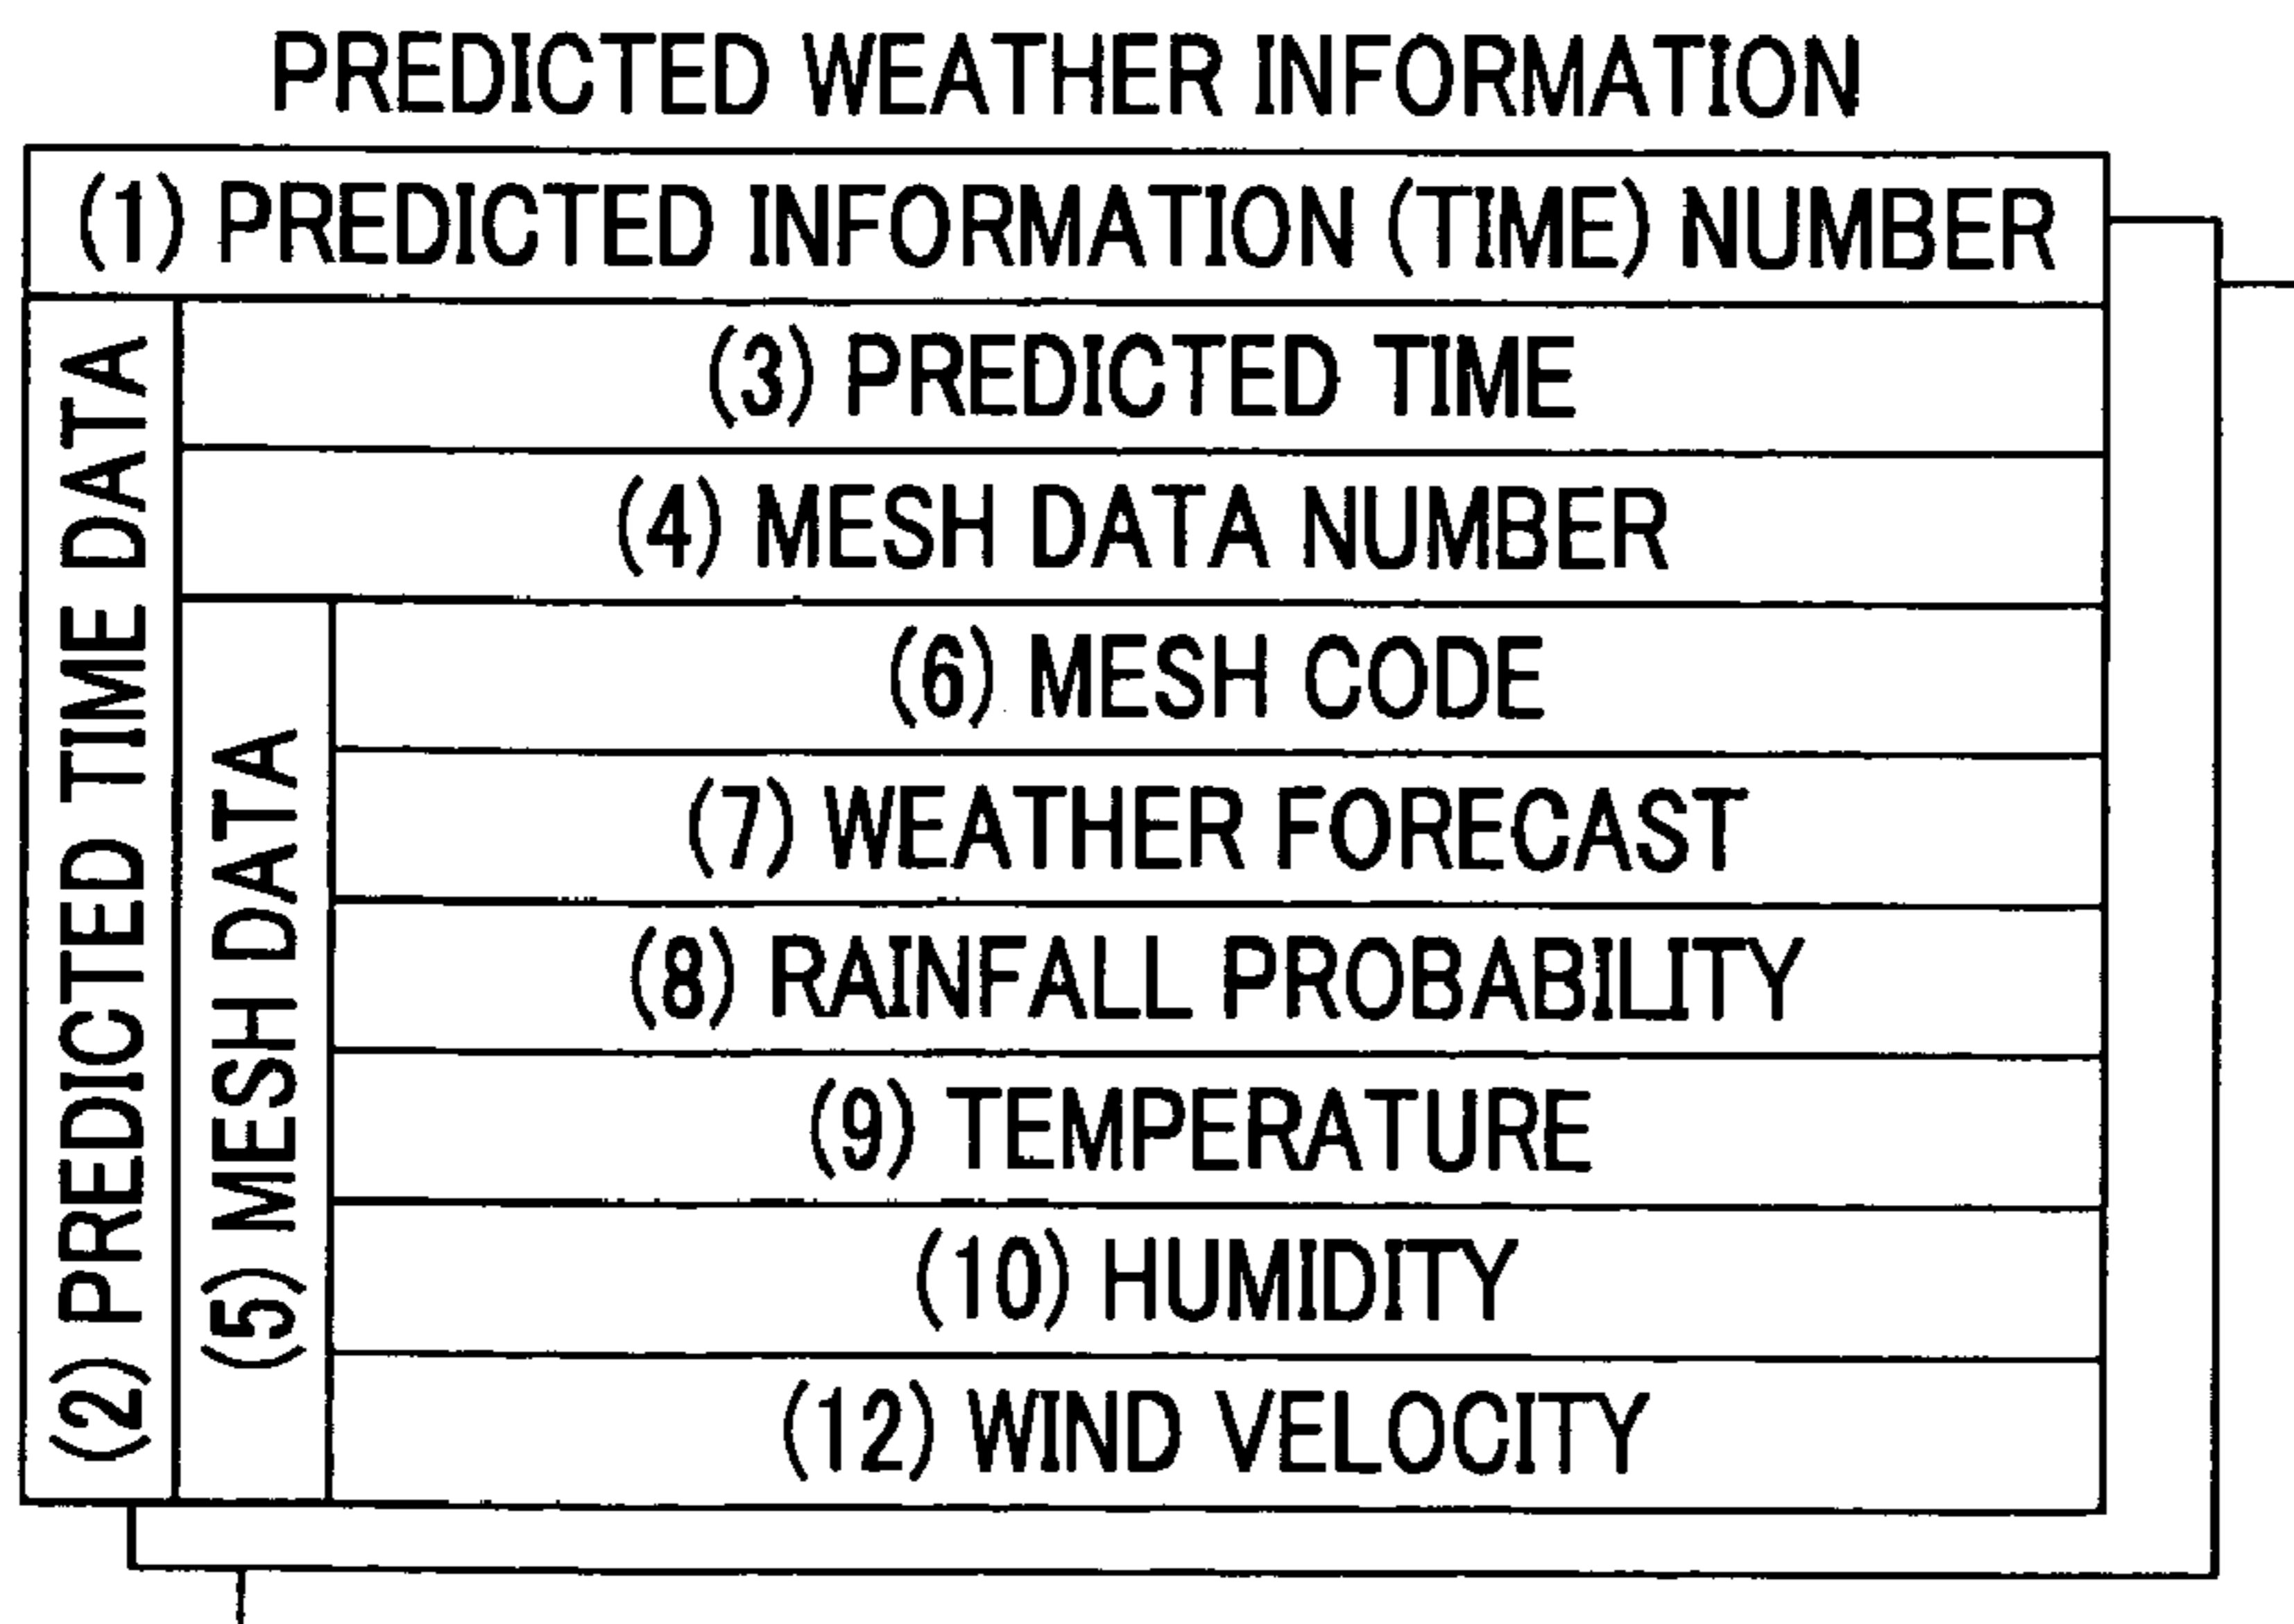 PREDICTED WEATHER INFORMATION
(1) PREDICTED INFORMATION (TIME) NUMBER
(2) PREDICTED TIME DATA
(3) PREDICTED TIME
(4) MESH DATA NUMBER
(5) MESH DATA
(6) MESH CODE
(7) WEATHER FORECAST
(8) RAINFALL PROBABILITY
(9) TEMPERATURE
(10) HUMIDITY
(12) WIND VELOCITY